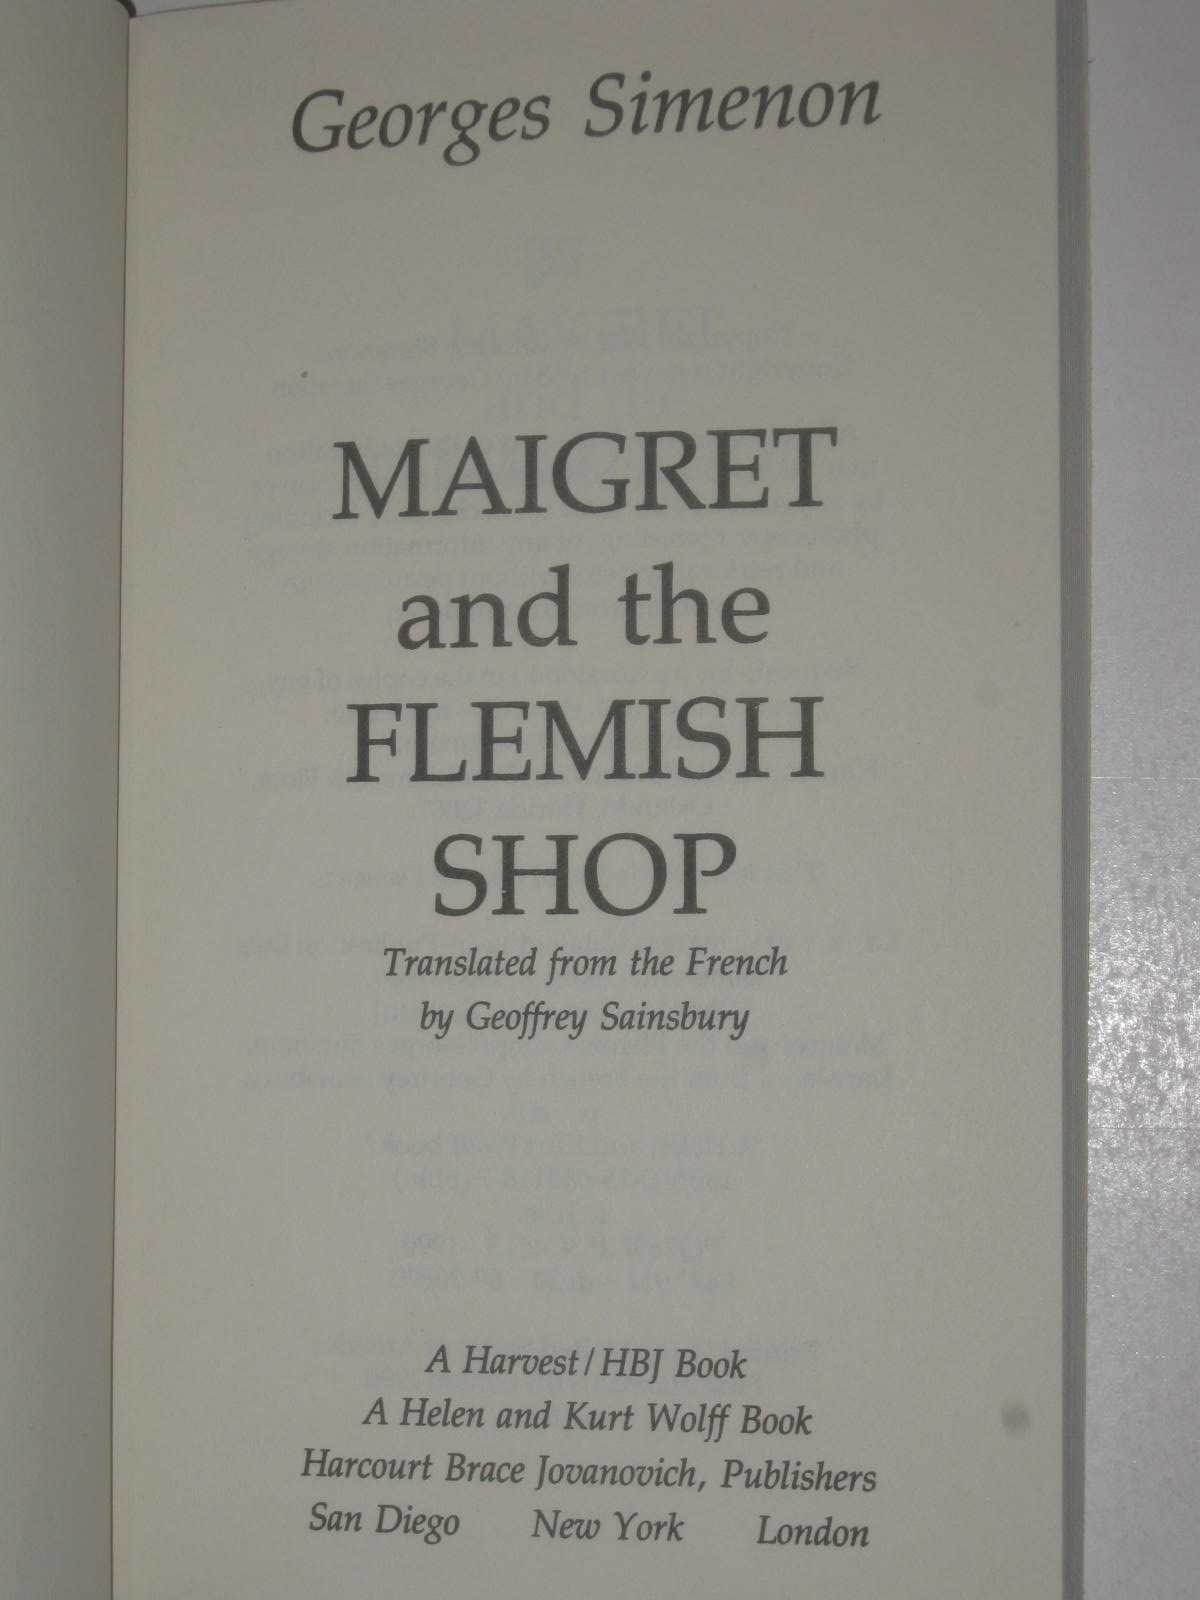 Georges Simenon
MAIGRET
and the
FLEMISH
SHOP
Translated from the French
by Geoffrey Sainsbury
A Harvest/HBJ Book
A Helen and Kurt Wolff Book
Harcourt Brace Jovanovich, Publishers
San Diego New York London